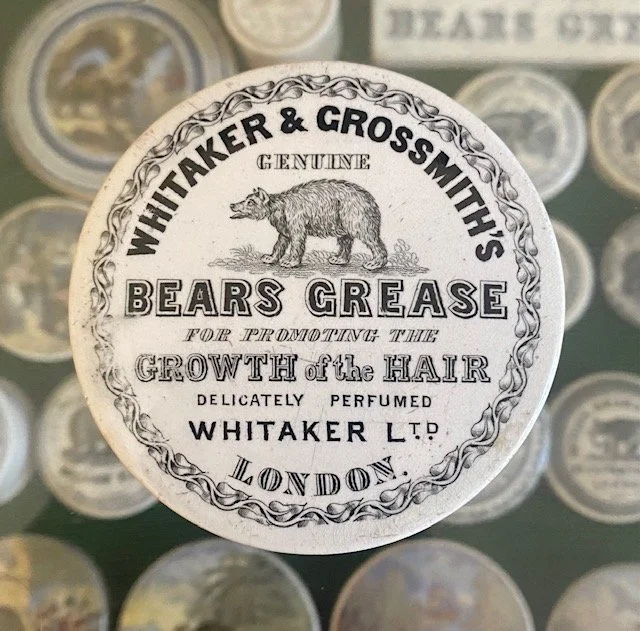 BEARS GRE
WHITAKER & GROSSMITH'S
GENUINE
BEARS GREASE
FOR PROMOTING THE
GROWTH of the HAIR
DELICATELY PERFUMED
WHITAKER LTD
LONDON.